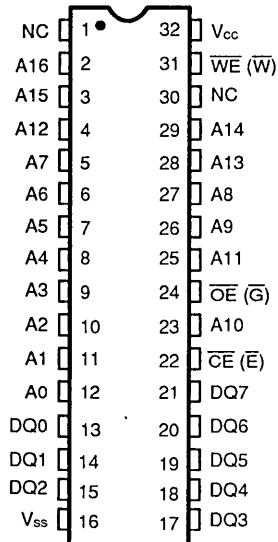 NC 1 32 Vcc
A16 2 31 WE (W)
A15 3 30 NC
A12 4 29 A14
A7 5 28 A13
A6 6 27 A8
A5 7 26 A9
A4 8 25 A11
A3 9 24 OE (G)
A2 10 23 A10
A1 11 22 CE (E)
A0 12 21 DQ7
DQ0 13 20 DQ6
DQ1 14 19 DQ5
DQ2 15 18 DQ4
Vss 16 17 DQ3